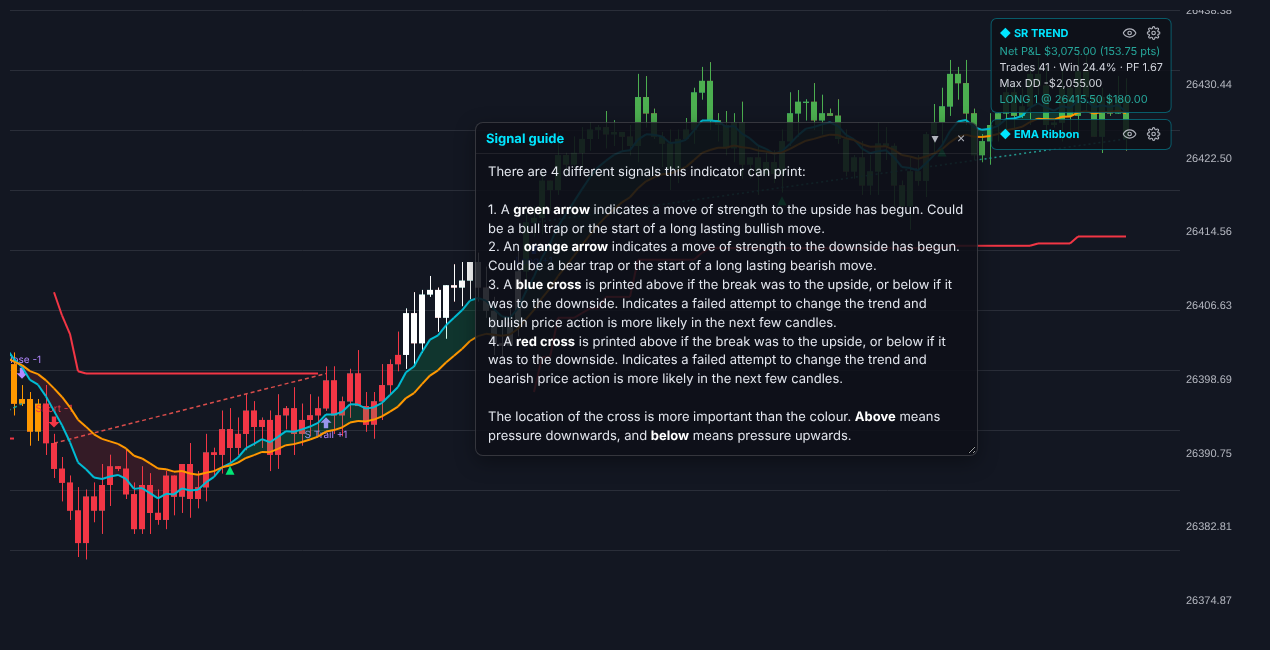 26438.38
SR TREND
Net P&L $3,075.00 (153.75 pts)
Trades 41 · Win 24.4% · PF 1.67
Max DD -$2,055.00
LONG 1 @ 26415.50 $180.00
26430.44
EMA Ribbon
Signal guide
There are 4 different signals this indicator can print:
1. A green arrow indicates a move of strength to the upside has begun. Could
be a bull trap or the start of a long lasting bullish move.
2. An orange arrow indicates a move of strength to the downside has begun.
Could be a bear trap or the start of a long lasting bearish move.
3. A blue cross is printed above if the break was to the upside, or below if it
was to the downside. Indicates a failed attempt to change the trend and
bullish price action is more likely in the next few candles.
4. A red cross is printed above if the break was to the upside, or below if it
was to the downside. Indicates a failed attempt to change the trend and
bearish price action is more likely in the next few candles.
The location of the cross is more important than the colour. Above means
pressure downwards, and below means pressure upwards.
26422.50
26414.56
26406.63
26398.69
26390.75
26382.81
26374.87
-1
-1
S Trail +1